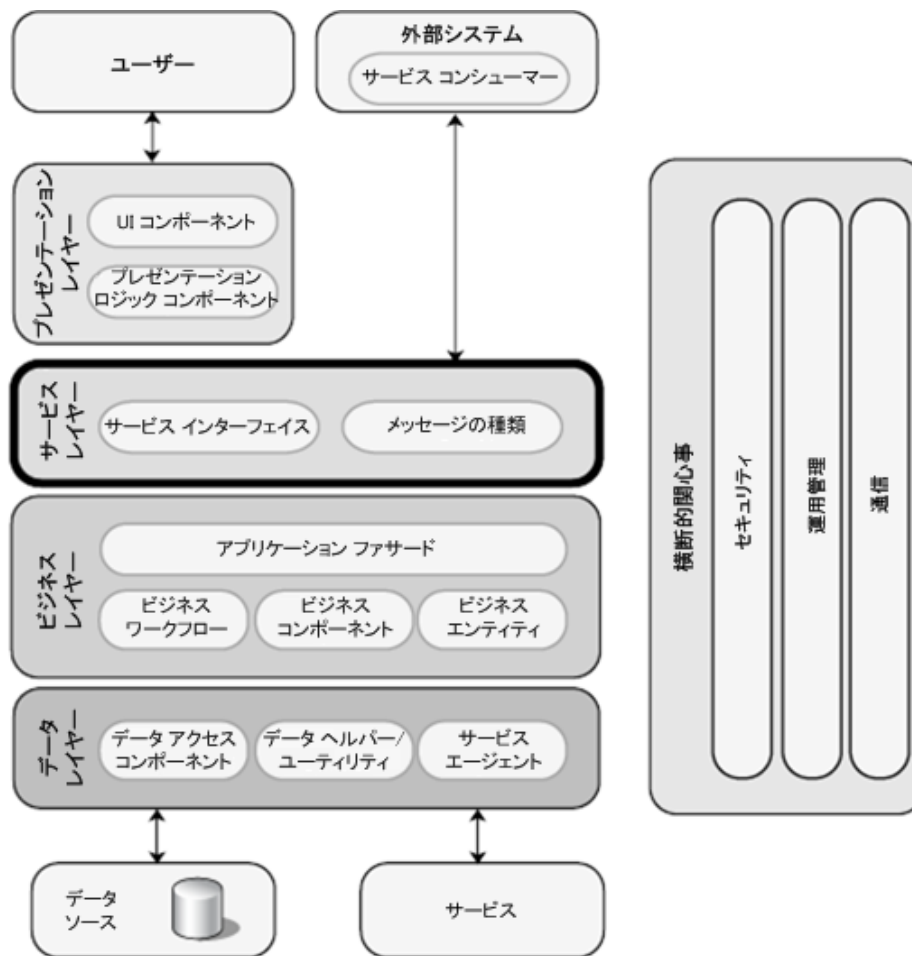 ユーザー
外部システム
サービス コンシューマー
プレゼンテーション
レイヤー
UI コンポーネント
プレゼンテーション
ロジック コンポーネント
サービス
レイヤー
サービス インターフェイス
メッセージの種類
ビジネス
レイヤー
アプリケーション ファサード
ビジネス
ワークフロー
ビジネス
コンポーネント
ビジネス
エンティティ
データ
レイヤー
データ アクセス
コンポーネント
データ ヘルパー/
ユーティリティ
サービス
エージェント
データ
ソース
サービス
横断的関心事
セキュリティ
運用管理
通信